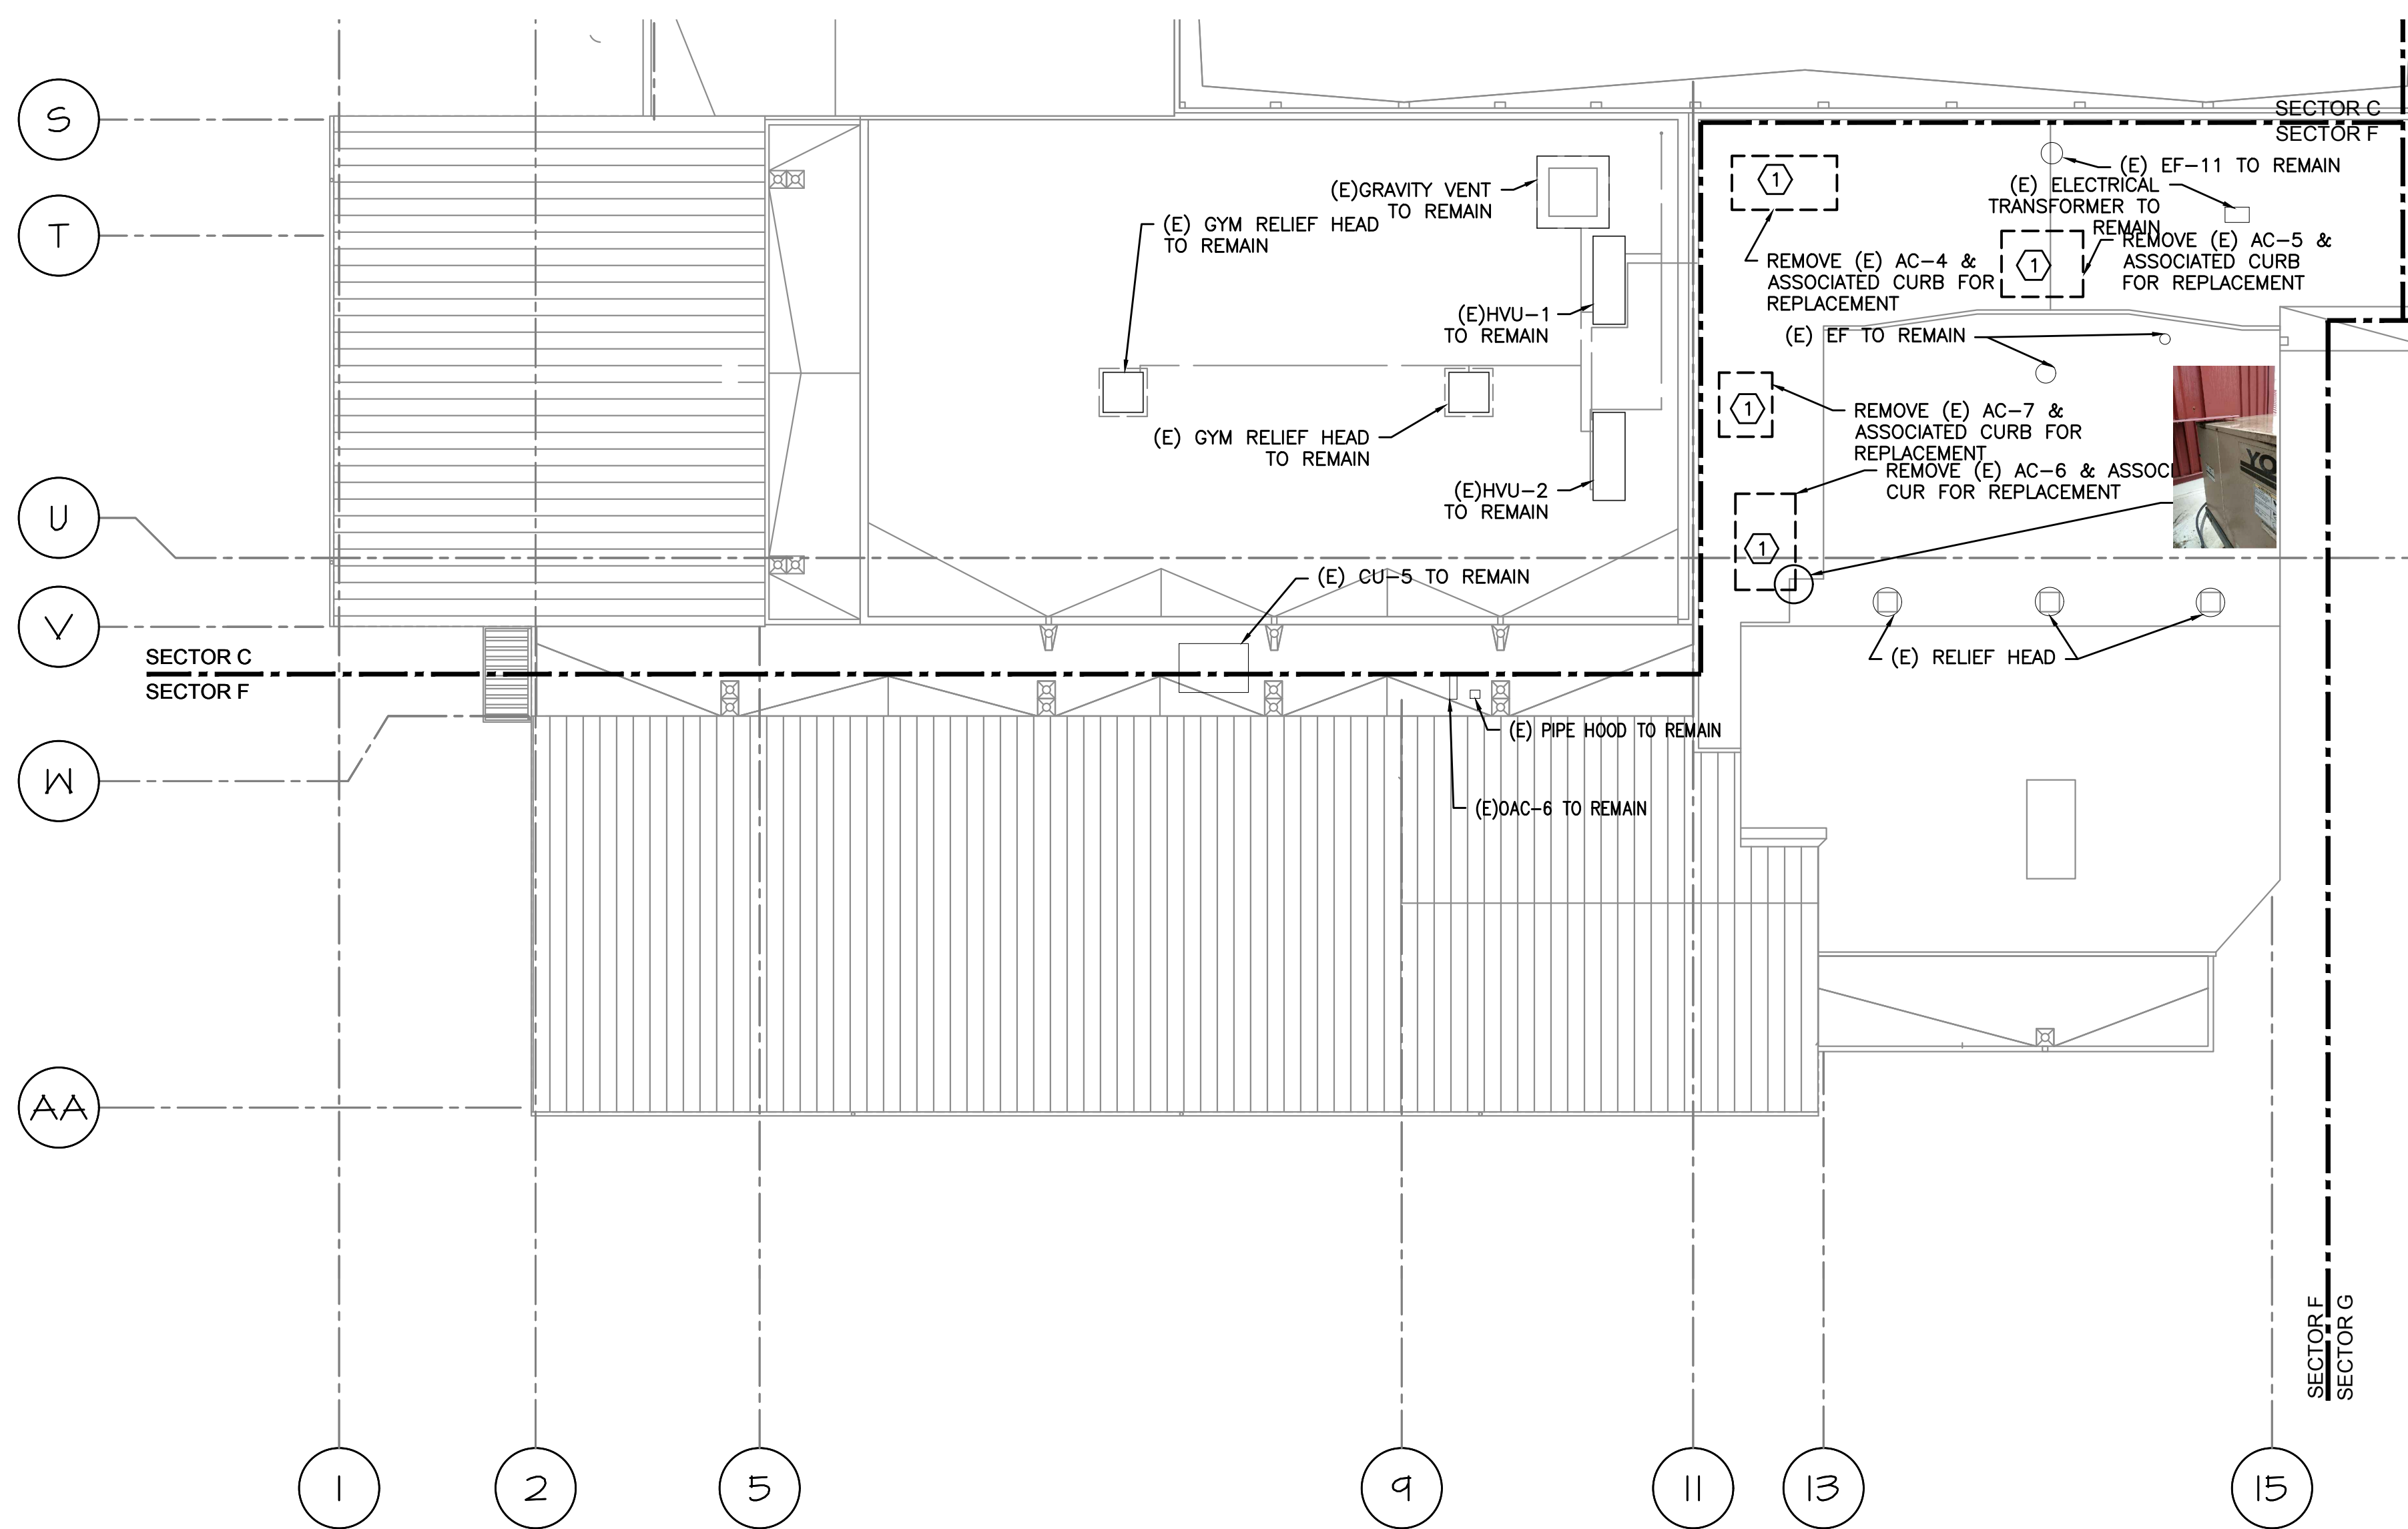 SECTOR C
SECTOR F
S
(E) EF-11 TO REMAIN
(E) ELECTRICAL
TRANSFORMER TO
REMAIN
1
(E)GRAVITY VENT
TO REMAIN
(E) GYM RELIEF HEAD
TO REMAIN
T
REMOVE (E) AC-4 &
ASSOCIATED CURB FOR
REPLACEMENT
1
REMOVE (E) AC-5 &
ASSOCIATED CURB
FOR REPLACEMENT
(E)HVU-1
TO REMAIN
(E) EF TO REMAIN
1
REMOVE (E) AC-7 &
ASSOCIATED CURB FOR
REPLACEMENT
(E) GYM RELIEF HEAD
TO REMAIN
REMOVE (E) AC-6 & ASSOCI
CUR FOR REPLACEMENT
YO
(E)HVU-2
TO REMAIN
U
1
(E) CU-5 TO REMAIN
V
(E) RELIEF HEAD
SECTOR C
SECTOR F
(E) PIPE HOOD TO REMAIN
W
(E)OAC-6 TO REMAIN
AA
SECTOR F
SECTOR G
1
2
5
9
11
13
15